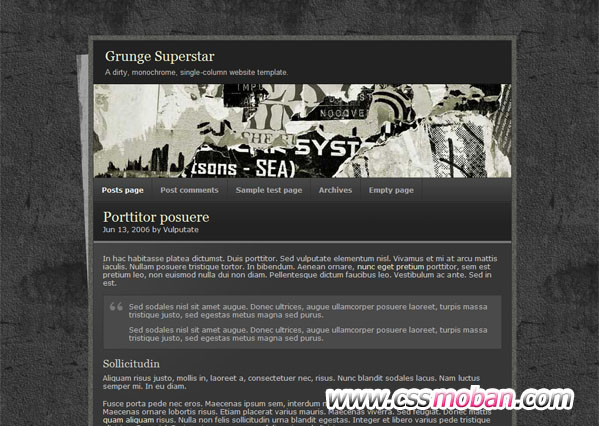 Grunge Superstar
A dirty, monochrome, single-column website template.
NOCOVE
SHE
SYST
(sons - SEA)
Posts page Post comments Sample test page Archives Empty page
Porttitor posuere
Jun 13, 2006 by Vulputate
In hac habitasse platea dictumst. Duis porttitor. Sed vulputate elementum nisl. Vivamus et mi at arcu mattis
iaculis. Nullam posuere tristique tortor. In bibendum. Aenean ornare, nunc eget pretium porttitor, sem est
pretium leo, non euismod nulla dui non diam. Pellentesque dictum faucibus leo. Vestibulum ac ante. Sed in
est.
Sed sodales nisl sit amet augue. Donec ultrices, augue ullamcorper posuere laoreet, turpis massa
tristique justo, sed egestas metus magna sed purus.
Sed sodales nisl sit amet augue. Donec ultrices, augue ullamcorper posuere laoreet, turpis massa
tristique justo, sed egestas metus magna sed purus.
Sollicitudin
Aliquam risus justo, mollis in, laoreet a, consectetuer nec, risus. Nunc blandit sodales lacus. Nam luctus
semper mi. In eu diam.
Fusce porta pede nec eros. Maecenas ipsum sem, interdum
Maecenas ornare lobortis risus. Etiam placerat varius mauris. Maecenas viverra. Sed feugiat. Donec mattis
quam aliquam risus. Nulla non felis sollicitudin urna blandit egestas. Integer et libero varius pede tristique
www.cssmoban.com